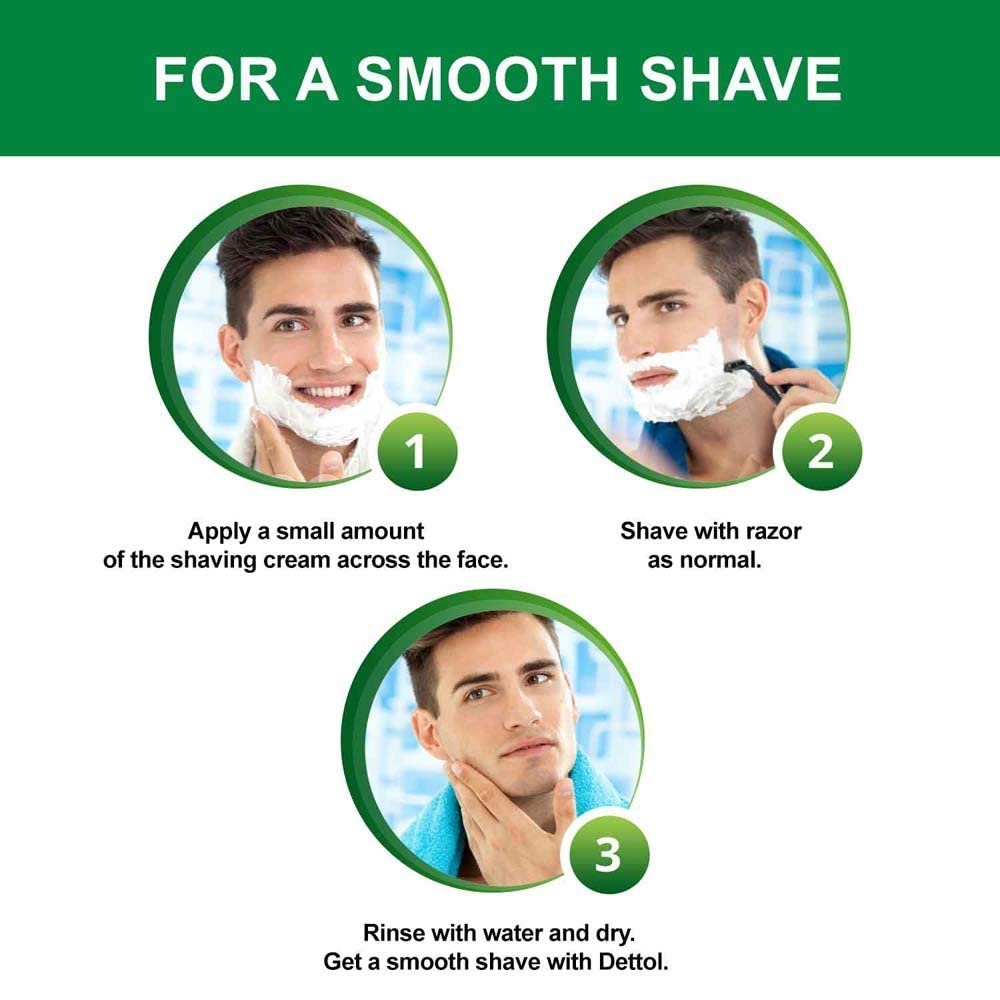 FOR A SMOOTH SHAVE
1
Apply a small amount
of the shaving cream across the face.
2
Shave with razor
as normal.
3
Rinse with water and dry.
Get a smooth shave with Dettol.